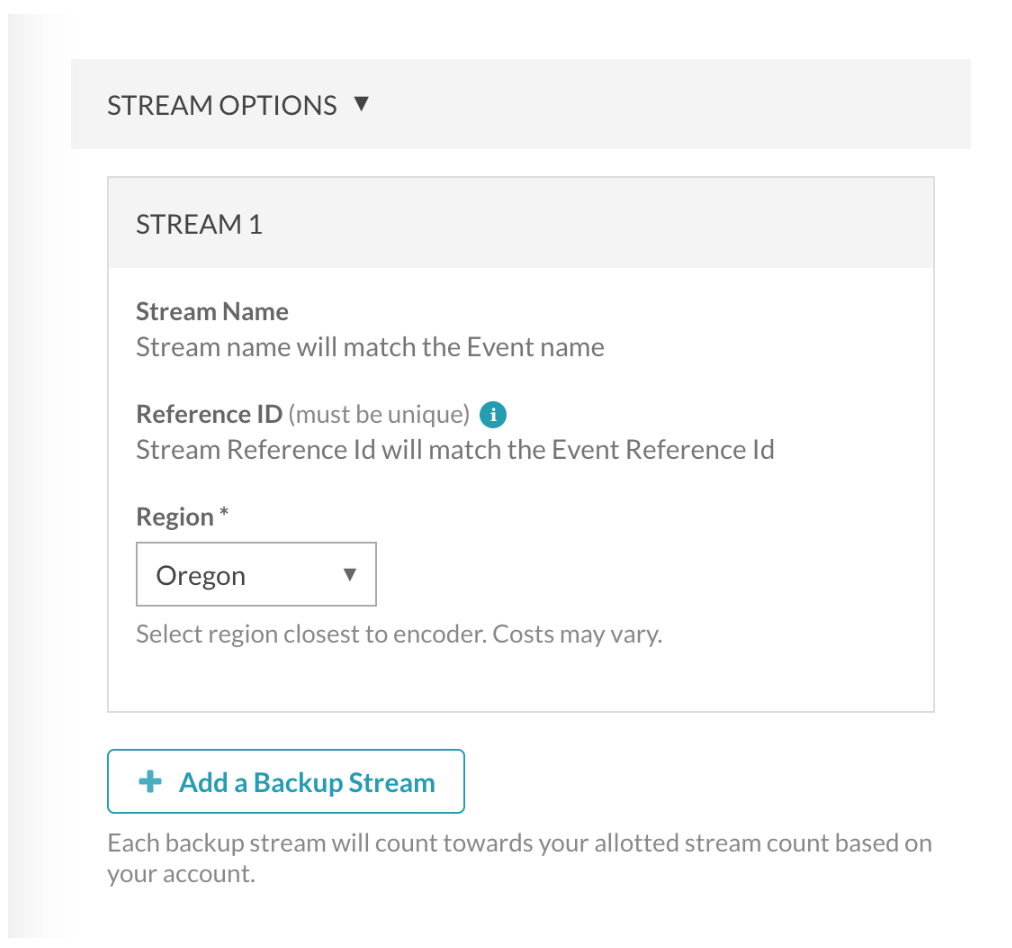 STREAM OPTIONS ▼
STREAM 1
Stream Name
Stream name will match the Event name
Reference ID (must be unique) i
Stream Reference Id will match the Event Reference Id
Region *
Oregon ▼
Select region closest to encoder. Costs may vary.
+ Add a Backup Stream
Each backup stream will count towards your allotted stream count based on
your account.